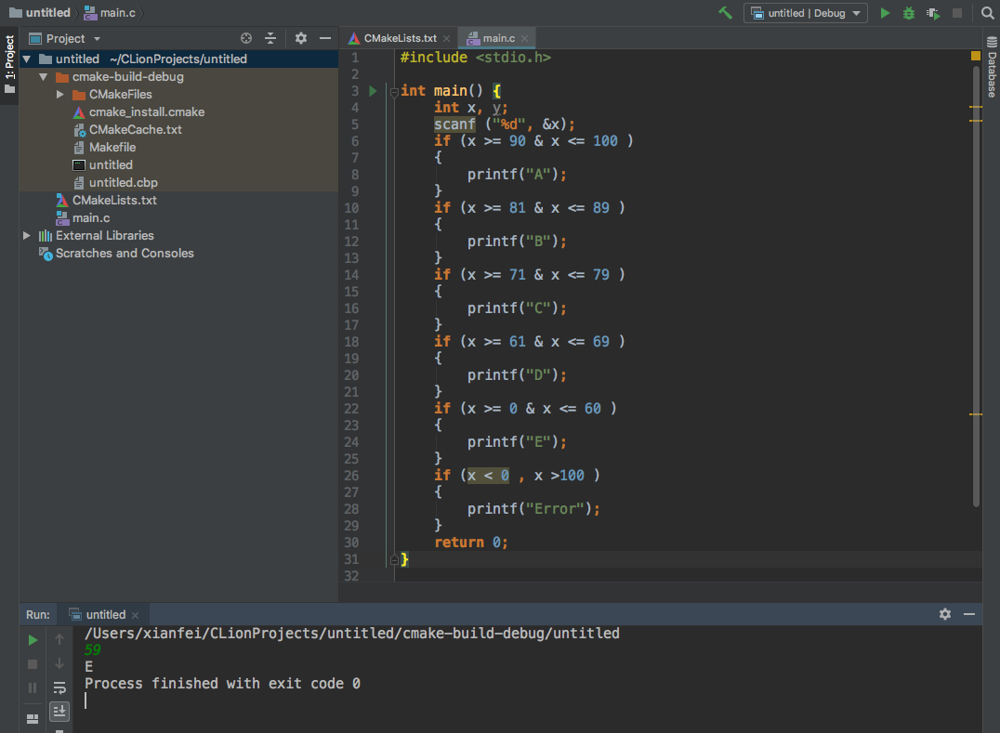 untitled main.c untitled | Debug
1: Project
Project
untitled ~/CLionProjects/untitled
cmake-build-debug
CMakeFiles
cmake_install.cmake
CMakeCache.txt
Makefile
untitled
untitled.cbp
CMakeLists.txt
main.c
External Libraries
Scratches and Consoles
CMakeLists.txt main.c
Database
1 #include <stdio.h>
2
3 int main() {
4     int x, y;
5     scanf ("%d", &x);
6     if (x >= 90 & x <= 100 )
7     {
8         printf("A");
9     }
10     if (x >= 81 & x <= 89 )
11     {
12         printf("B");
13     }
14     if (x >= 71 & x <= 79 )
15     {
16         printf("C");
17     }
18     if (x >= 61 & x <= 69 )
19     {
20         printf("D");
21     }
22     if (x >= 0 & x <= 60 )
23     {
24         printf("E");
25     }
26     if (x < 0 , x >100 )
27     {
28         printf("Error");
29     }
30     return 0;
31 }
32
Run: untitled
/Users/xianfei/CLionProjects/untitled/cmake-build-debug/untitled
59
E
Process finished with exit code 0